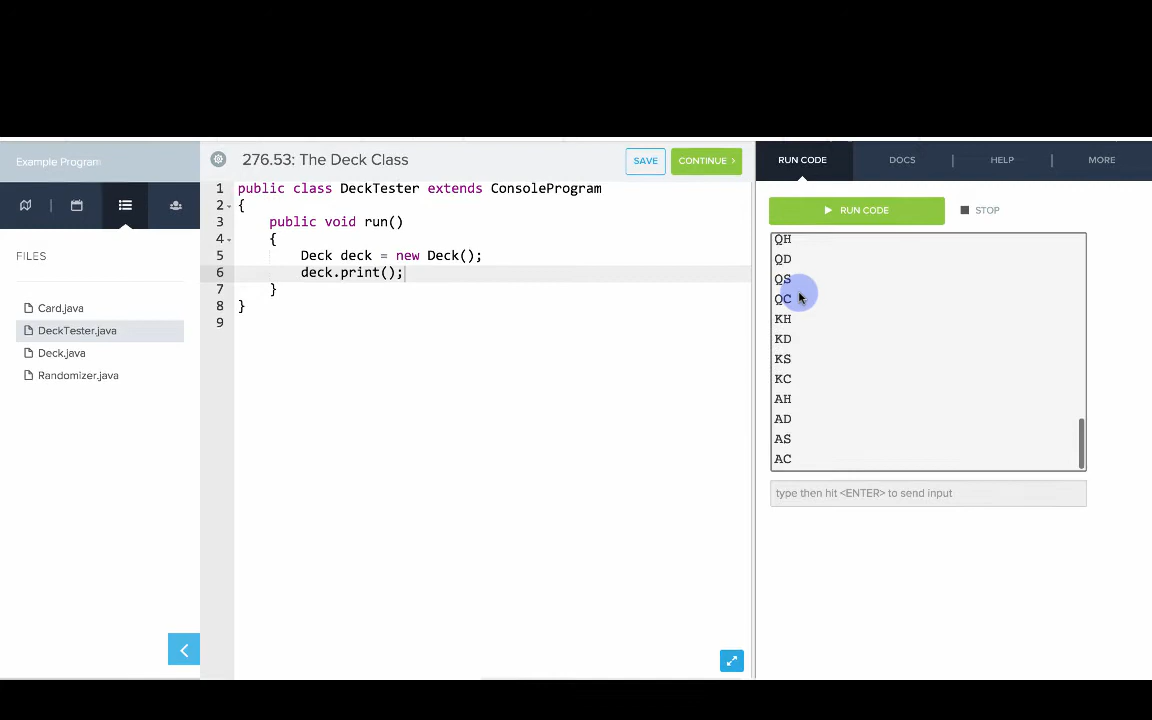 Example Program
276.53: The Deck Class
SAVE
CONTINUE
RUN CODE
DOCS
HELP
MORE
FILES
Card.java
DeckTester.java
Deck.java
Randomizer.java
1 public class DeckTester extends ConsoleProgram
2 {
3 public void run()
4 {
5 Deck deck = new Deck();
6 deck.print();
7 }
8 }
9
RUN CODE
STOP
QH
QD
QS
QC
KH
KD
KS
KC
AH
AD
AS
AC
type then hit <ENTER> to send input